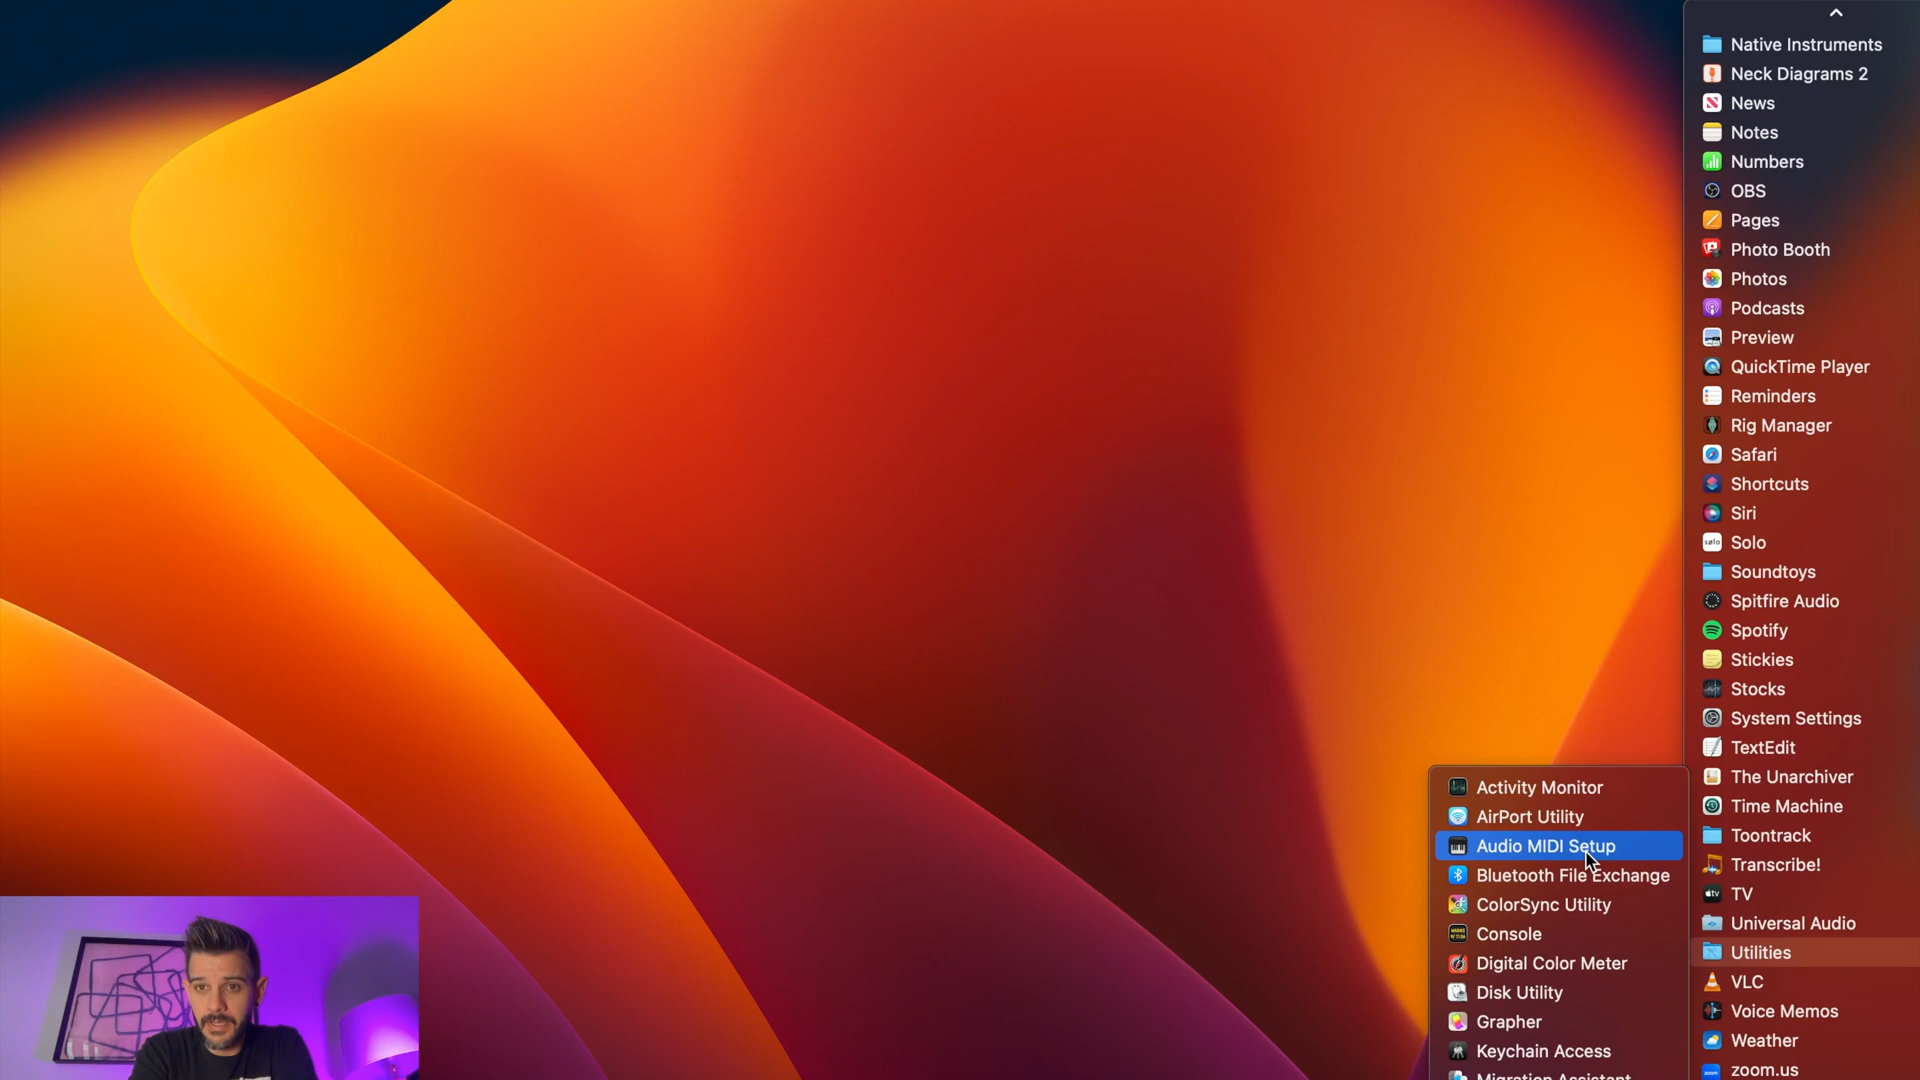 Native Instruments
Neck Diagrams 2
News
Notes
Numbers
OBS
Pages
Photo Booth
Photos
Podcasts
Preview
QuickTime Player
Reminders
Rig Manager
Safari
Shortcuts
Siri
Solo
Soundtoys
Spitfire Audio
Spotify
Stickies
Stocks
System Settings
TextEdit
The Unarchiver
Time Machine
Toontrack
Transcribe!
TV
Universal Audio
Utilities
VLC
Voice Memos
Weather
zoom.us
Activity Monitor
AirPort Utility
Audio MIDI Setup
Bluetooth File Exchange
ColorSync Utility
Console
Digital Color Meter
Disk Utility
Grapher
Keychain Access
Migration Assistant